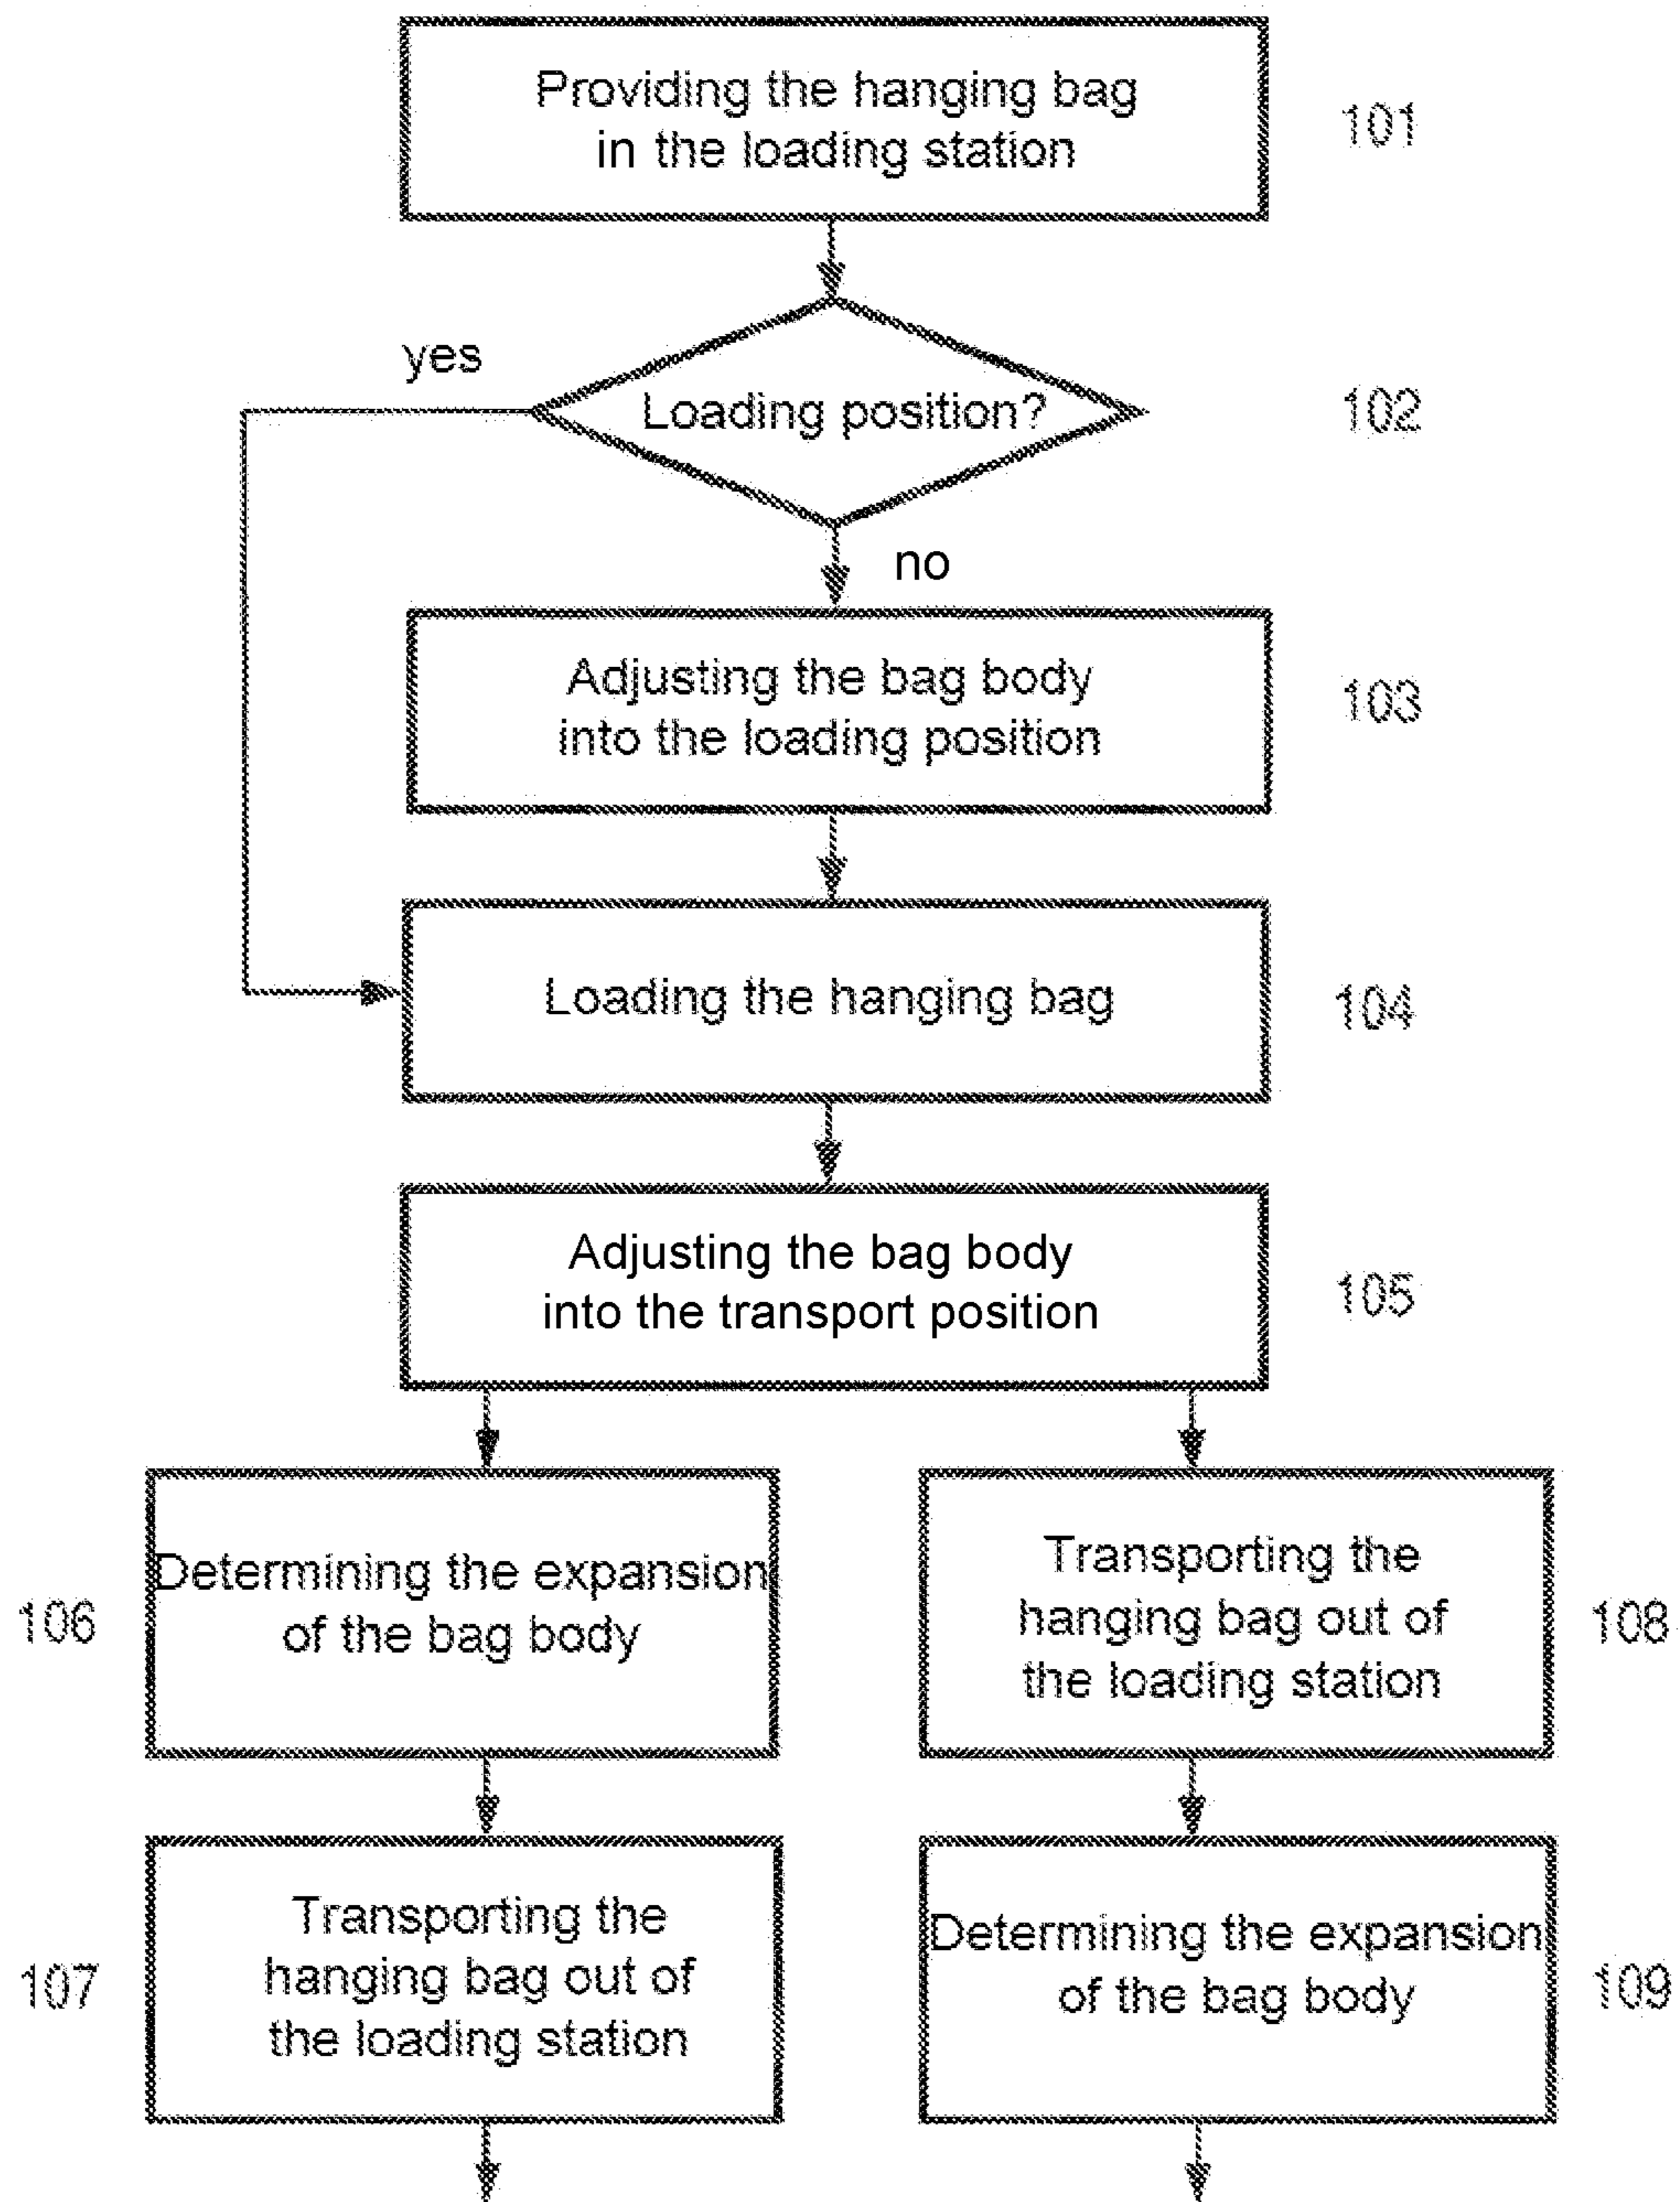 Providing the hanging bag
in the loading station
101
yes
Loading position?
102
no
Adjusting the bag body
into the loading position
103
Loading the hanging bag
104
Adjusting the bag body
into the transport position
105
106
Determining the expansion
of the bag body
Transporting the
hanging bag out of
the loading station
108
107
Transporting the
hanging bag out of
the loading station
Determining the expansion
of the bag body
109